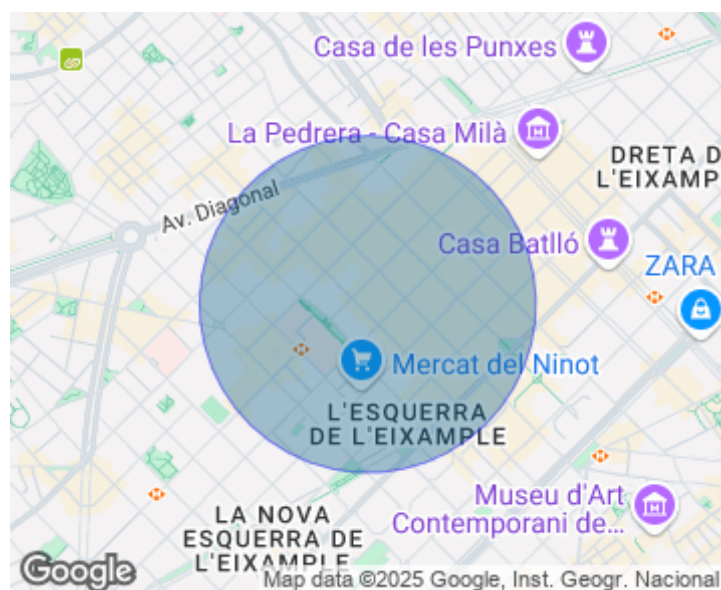 Casa de les Punxes
La Pedrera - Casa Milà
DRETA D
L'EIXAMP
Av. Diagonal
Casa Batlló
ZARA
Mercat del Ninot
L'ESQUERRA
DE L'EIXAMPLE
Museu d'Art
Contemporani de...
LA NOVA
ESQUERRA DE
L'EIXAMPLE
Google
Map data ©2025 Google, Inst. Geogr. Nacional